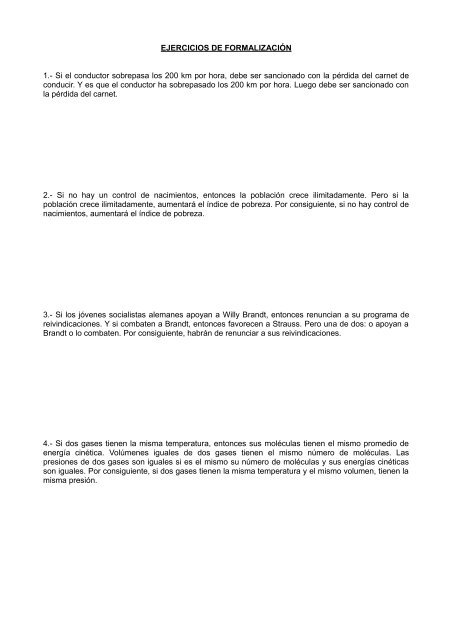 EJERCICIOS DE FORMALIZACIÓN
1.- Si el conductor sobrepasa los 200 km por hora, debe ser sancionado con la pérdida del carnet de
conducir. Y es que el conductor ha sobrepasado los 200 km por hora. Luego debe ser sancionado con
la pérdida del carnet.
2.- Si no hay un control de nacimientos, entonces la población crece ilimitadamente. Pero si la
población crece ilimitadamente, aumentará el índice de pobreza. Por consiguiente, si no hay control de
nacimientos, aumentará el índice de pobreza.
3.- Si los jóvenes socialistas alemanes apoyan a Willy Brandt, entonces renuncian a su programa de
reivindicaciones. Y si combaten a Brandt, entonces favorecen a Strauss. Pero una de dos: o apoyan a
Brandt o lo combaten. Por consiguiente, habrán de renunciar a sus reivindicaciones.
4.- Si dos gases tienen la misma temperatura, entonces sus moléculas tienen el mismo promedio de
energía cinética. Volúmenes iguales de dos gases tienen el mismo número de moléculas. Las
presiones de dos gases son iguales si es el mismo su número de moléculas y sus energías cinéticas
son iguales. Por consiguiente, si dos gases tienen la misma temperatura y el mismo volumen, tienen la
misma presión.